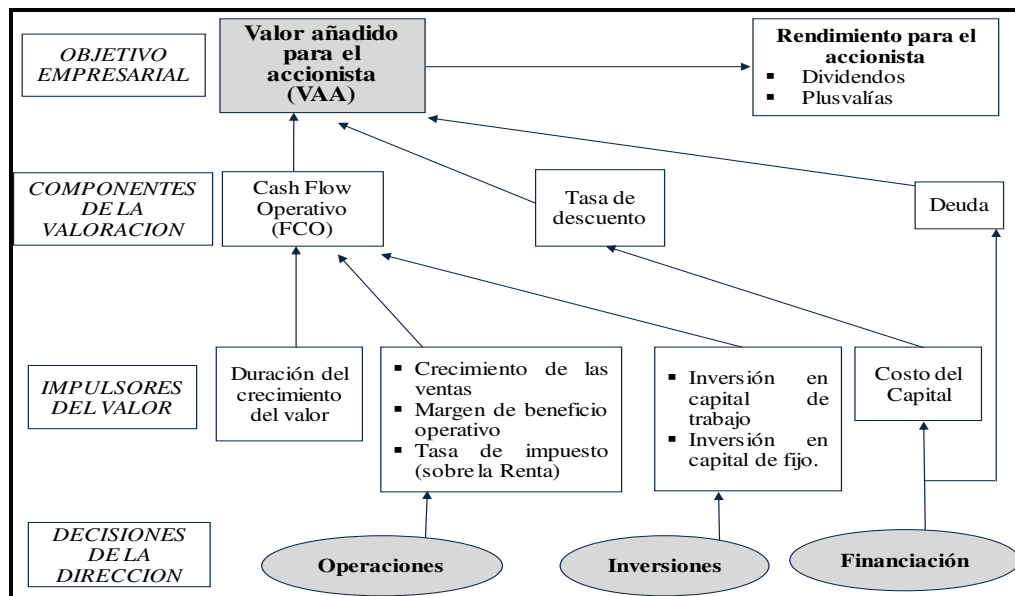 OBJETIVO
EMPRESARIAL
Valor añadido
para el
accionista
(VAA)
Rendimiento para el
accionista
▪ Dividendos
▪ Plusvalías
COMPONENTES
DE LA
VALORACION
Cash Flow
Operativo
(FCO)
Tasa de
descuento
Deuda
IMPULSORES
DEL VALOR
Duración del
crecimiento
del valor
▪ Crecimiento de las
ventas
▪ Margen de beneficio
operativo
▪ Tasa de impuesto
(sobre la Renta)
▪ Inversión en
capital de
trabajo
▪ Inversión en
capital de fijo.
Costo del
Capital
DECISIONES
DE LA
DIRECCION
Operaciones
Inversiones
Financiación